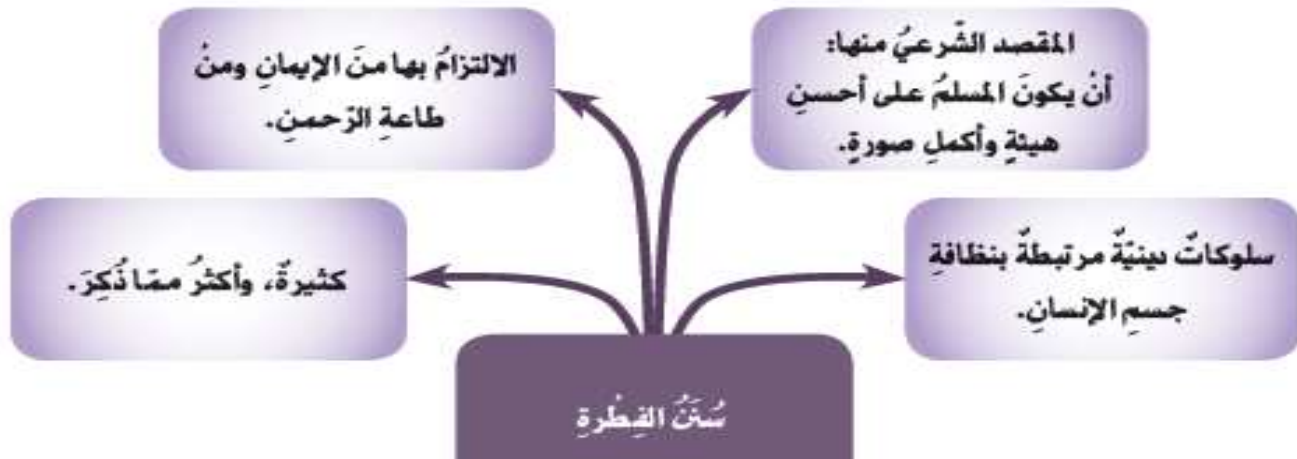 المقصد الشّرعيُ منها:
أنْ يكونَ المسلمُ على أحسنِ
هيئةٍ وأكملِ صورةٍ.
الالتزامُ بها منَ الإيمانِ ومنْ
طاعةِ الرّحمنِ.
سلوكاتٌ دينيّةٌ مرتبطةٌ بنظافةِ
جسمِ الإنسانِ.
كثيرةٌ، وأكثرُ ممّا ذُكِرَ.
سُنَنُ الفِطْرةِ